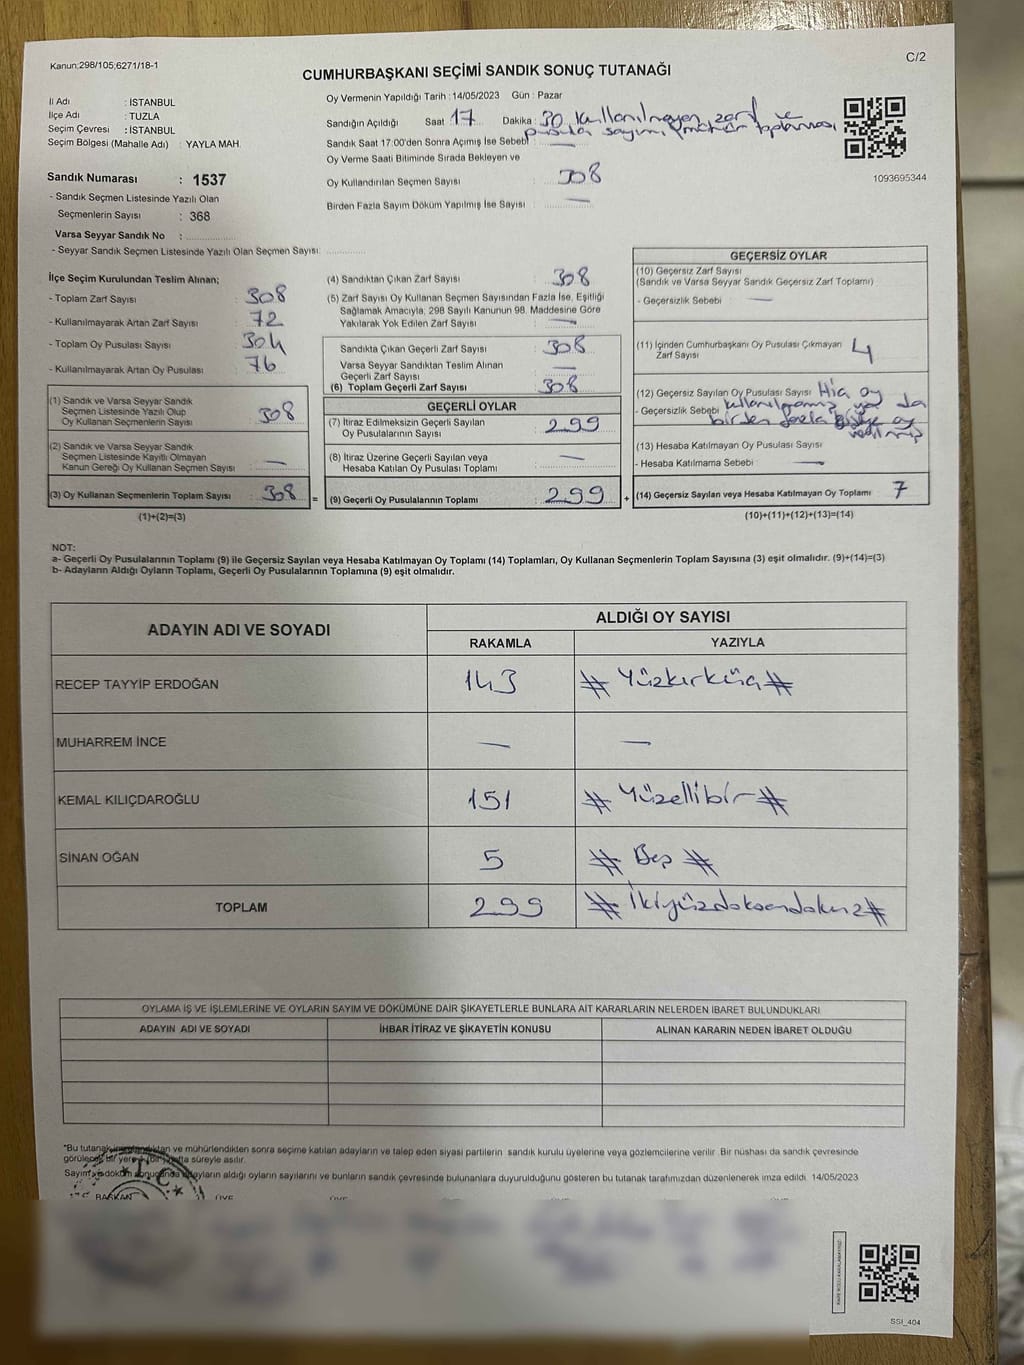 Kanun;298/105;6271/18-1
C/2
CUMHURBAŞKANI SEÇİMİ SANDIK SONUÇ TUTANAĞI
İl Adı : İSTANBUL
İlçe Adı : TUZLA
Seçim Çevresi : İSTANBUL
Seçim Bölgesi (Mahalle Adı) : YAYLA MAH.
Sandık Numarası : 1537
- Sandık Seçmen Listesinde Yazılı Olan
Seçmenlerin Sayısı : 368
Varsa Seyyar Sandık No :
- Seyyar Sandık Seçmen Listesinde Yazılı Olan Seçmen Sayısı:
Oy Vermenin Yapıldığı Tarih : 14/05/2023 Gün : Pazar
Sandığın Açıldığı Saat 17 Dakika : 30 kullanılmayan zarf ve
pusula sayımı, toplanması
Sandık Saat 17:00'den Sonra Açımış İse Sebebi : —
Oy Verme Saati Bitiminde Sırada Bekleyen ve
Oy Kullandırılan Seçmen Sayısı : 308
Birden Fazla Sayım Döküm Yapılmış İse Sayısı : —
1093695344
İlçe Seçim Kurulundan Teslim Alınan;
- Toplam Zarf Sayısı : 308
- Kullanılmayarak Artan Zarf Sayısı : 72
- Toplam Oy Pusulası Sayısı : 304
- Kullanılmayarak Artan Oy Pusulası : 76
(1) Sandık ve Varsa Seyyar Sandık
Seçmen Listesinde Yazılı Olup
Oy Kullanan Seçmenlerin Sayısı : 308
(2) Sandık ve Varsa Seyyar Sandık
Seçmen Listesinde Kayıtlı Olmayan
Kanun Gereği Oy Kullanan Seçmen Sayısı : —
(3) Oy Kullanan Seçmenlerin Toplam Sayısı : 308 =
(1)+(2)=(3)
(4) Sandıktan Çıkan Zarf Sayısı : 308
(5) Zarf Sayısı Oy Kullanan Seçmen Sayısından Fazla İse, Eşitliği
Sağlamak Amacıyla; 298 Sayılı Kanunun 98. Maddesine Göre
Yakılarak Yok Edilen Zarf Sayısı : —
Sandıkta Çıkan Geçerli Zarf Sayısı : 308
Varsa Seyyar Sandıktan Teslim Alınan
Geçerli Zarf Sayısı : —
(6) Toplam Geçerli Zarf Sayısı : 308
GEÇERLİ OYLAR
(7) İtiraz Edilmeksizin Geçerli Sayılan
Oy Pusulalarının Sayısı : 299
(8) İtiraz Üzerine Geçerli Sayılan veya
Hesaba Katılan Oy Pusulası Toplamı : —
(9) Geçerli Oy Pusulalarının Toplamı : 299 +
GEÇERSİZ OYLAR
(10) Geçersiz Zarf Sayısı
(Sandık ve Varsa Seyyar Sandık Geçersiz Zarf Toplamı)
- Geçersizlik Sebebi : —
(11) İçinden Cumhurbaşkanı Oy Pusulası Çıkmayan
Zarf Sayısı 4
(12) Geçersiz Sayılan Oy Pusulası Sayısı Hiç oy
- Geçersizlik Sebebi kullanılmamış ya da
birden fazla kişiye oy
verilmiş
(13) Hesaba Katılmayan Oy Pusulası Sayısı
- Hesaba Katılmama Sebebi : —
(14) Geçersiz Sayılan veya Hesaba Katılmayan Oy Toplamı 7
(10)+(11)+(12)+(13)=(14)
NOT:
a- Geçerli Oy Pusulalarının Toplamı (9) ile Geçersiz Sayılan veya Hesaba Katılmayan Oy Toplamı (14) Toplamları, Oy Kullanan Seçmenlerin Toplam Sayısına (3) eşit olmalıdır. (9)+(14)=(3)
b- Adayların Aldığı Oyların Toplamı, Geçerli Oy Pusulalarının Toplamına (9) eşit olmalıdır.
ADAYIN ADI VE SOYADI
ALDIĞI OY SAYISI
RAKAMLA YAZIYLA
RECEP TAYYİP ERDOĞAN 143 # Yüzkırküç #
MUHARREM İNCE — —
KEMAL KILIÇDAROĞLU 151 # Yüzellibir #
SİNAN OĞAN 5 # Beş #
TOPLAM 299 # İkiyüzdoksandokuz #
OYLAMA İŞ VE İŞLEMLERİNE VE OYLARIN SAYIM VE DÖKÜMÜNE DAİR ŞİKAYETLERLE BUNLARA AİT KARARLARIN NELERDEN İBARET BULUNDUKLARI
ADAYIN ADI VE SOYADI İHBAR İTİRAZ VE ŞİKAYETİN KONUSU ALINAN KARARIN NEDEN İBARET OLDUĞU
*Bu tutanak ve mühürlendikten sonra seçime katılan adayların ve talep eden siyasi partilerin sandık kurulu üyelerine veya gözlemcilerine verilir. Bir nüshası da sandık çevresinde
görülecek bir yere bir hafta süreyle asılır.
Sayım döküm sonucunda adayların aldığı oyların sayılarını ve bunların sandık çevresinde bulunanlara duyurulduğunu gösteren bu tutanak tarafımızdan düzenlenerek imza edildi. 14/05/2023
T.C.
BAŞKAN ÜYE
SSI_404